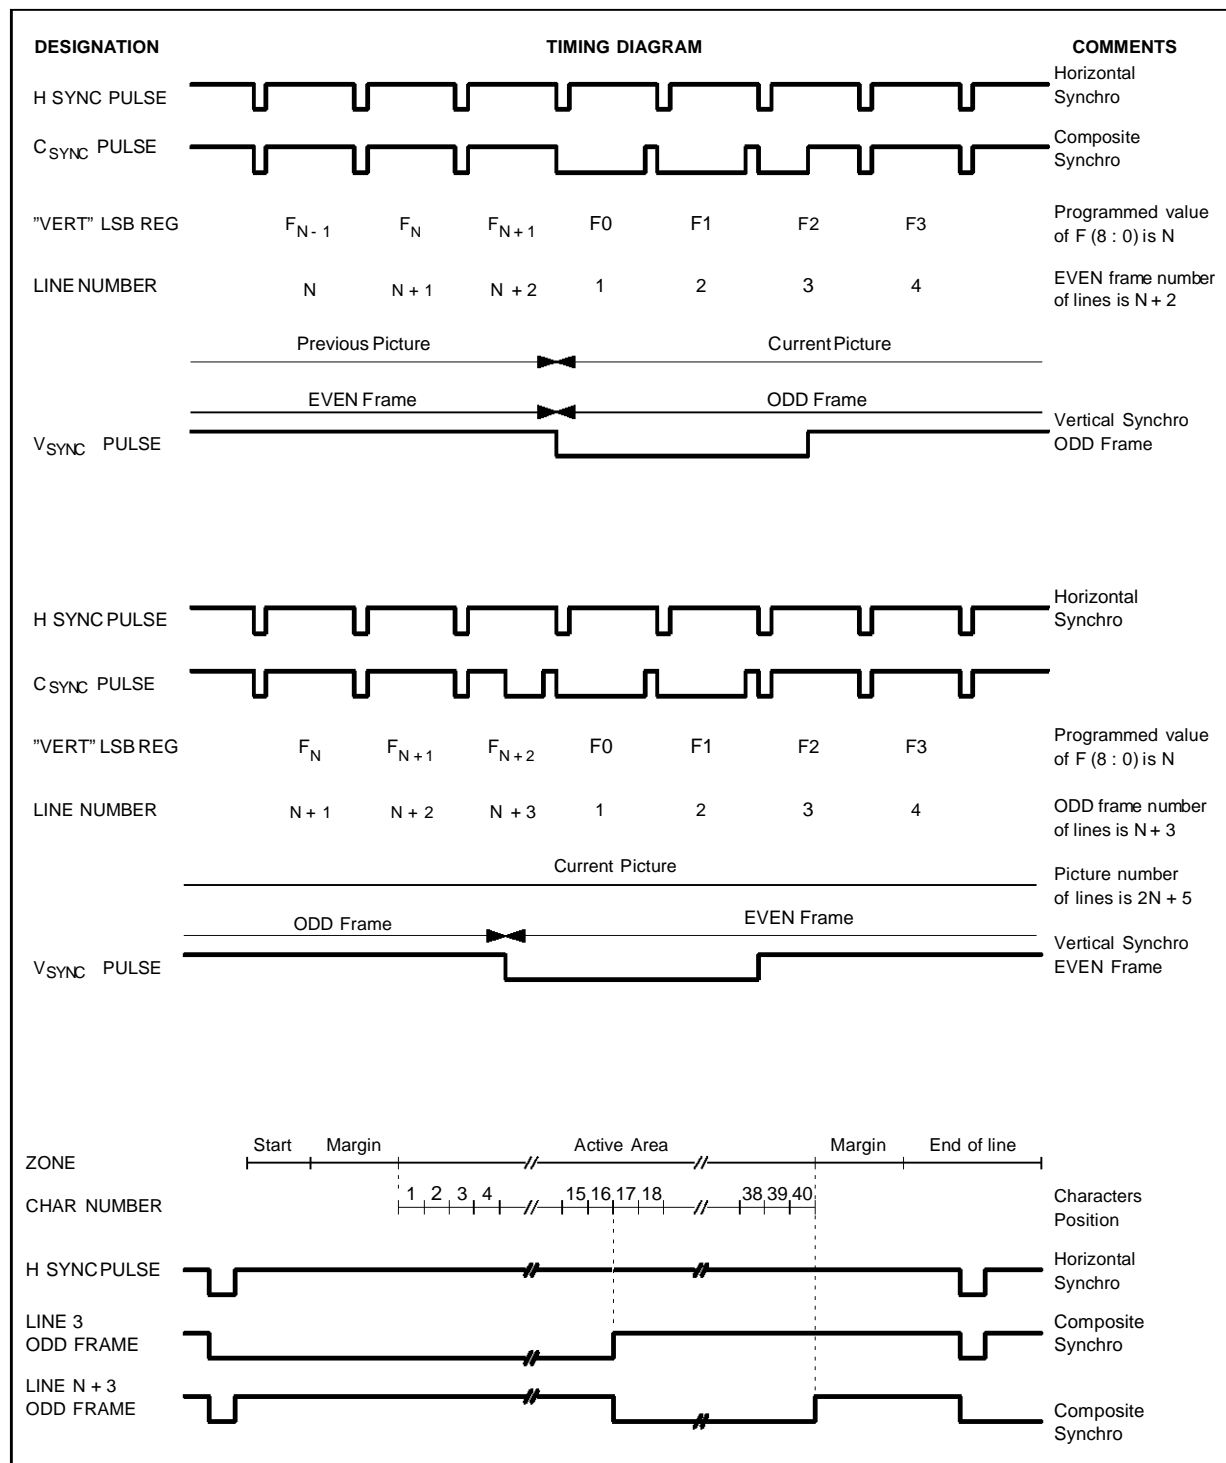 DESIGNATION TIMING DIAGRAM COMMENTS
H SYNC PULSE Horizontal
Synchro
CSYNC PULSE Composite
Synchro
”VERT” LSB REG FN-1 FN FN+1 F0 F1 F2 F3 Programmed value
of F (8 : 0) is N
LINE NUMBER N N + 1 N + 2 1 2 3 4 EVEN frame number
of lines is N + 2
Previous Picture Current Picture
EVEN Frame ODD Frame
VSYNC PULSE Vertical Synchro
ODD Frame
H SYNC PULSE Horizontal
Synchro
CSYNC PULSE
”VERT” LSB REG FN FN+1 FN+2 F0 F1 F2 F3 Programmed value
of F (8 : 0) is N
LINE NUMBER N + 1 N + 2 N + 3 1 2 3 4 ODD frame number
of lines is N + 3
Current Picture Picture number
of lines is 2N + 5
ODD Frame EVEN Frame
VSYNC PULSE Vertical Synchro
EVEN Frame
ZONE Start Margin Active Area Margin End of line
CHAR NUMBER 1 2 3 4 15 16 17 18 38 39 40 Characters
Position
H SYNC PULSE Horizontal
Synchro
LINE 3
ODD FRAME Composite
Synchro
LINE N + 3
ODD FRAME Composite
Synchro